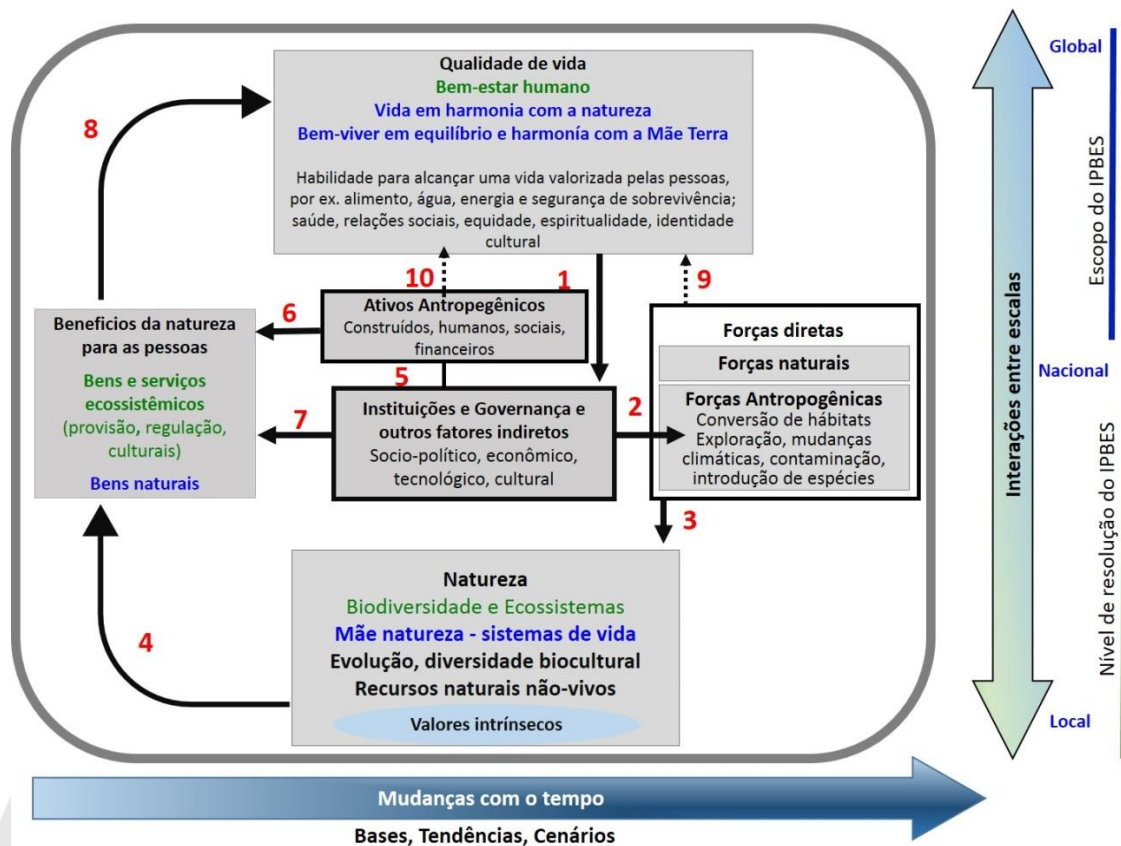 Qualidade de vida
Bem-estar humano
Vida em harmonia com a natureza
Bem-viver em equilíbrio e harmonía com a Mãe Terra
Habilidade para alcançar uma vida valorizada pelas pessoas,
por ex. alimento, água, energia e segurança de sobrevivência;
saúde, relações sociais, equidade, espiritualidade, identidade
cultural
8
10
1
9
Ativos Antropegênicos
Construídos, humanos, sociais,
financeiros
6
5
Beneficios da natureza
para as pessoas
Bens e serviços
ecossistêmicos
(provisão, regulação,
culturais)
Bens naturais
7
Instituições e Governança e
outros fatores indiretos
Socio-político, econômico,
tecnológico, cultural
2
Forças diretas
Forças naturais
Forças Antropogênicas
Conversão de hábitats
Exploração, mudanças
climáticas, contaminação,
introdução de espécies
3
4
Natureza
Biodiversidade e Ecossistemas
Mãe natureza - sistemas de vida
Evolução, diversidade biocultural
Recursos naturais não-vivos
Valores intrínsecos
Global
Nacional
Local
Interações entre escalas
Escopo do IPBES
Nível de resolução do IPBES
Mudanças com o tempo
Bases, Tendências, Cenários